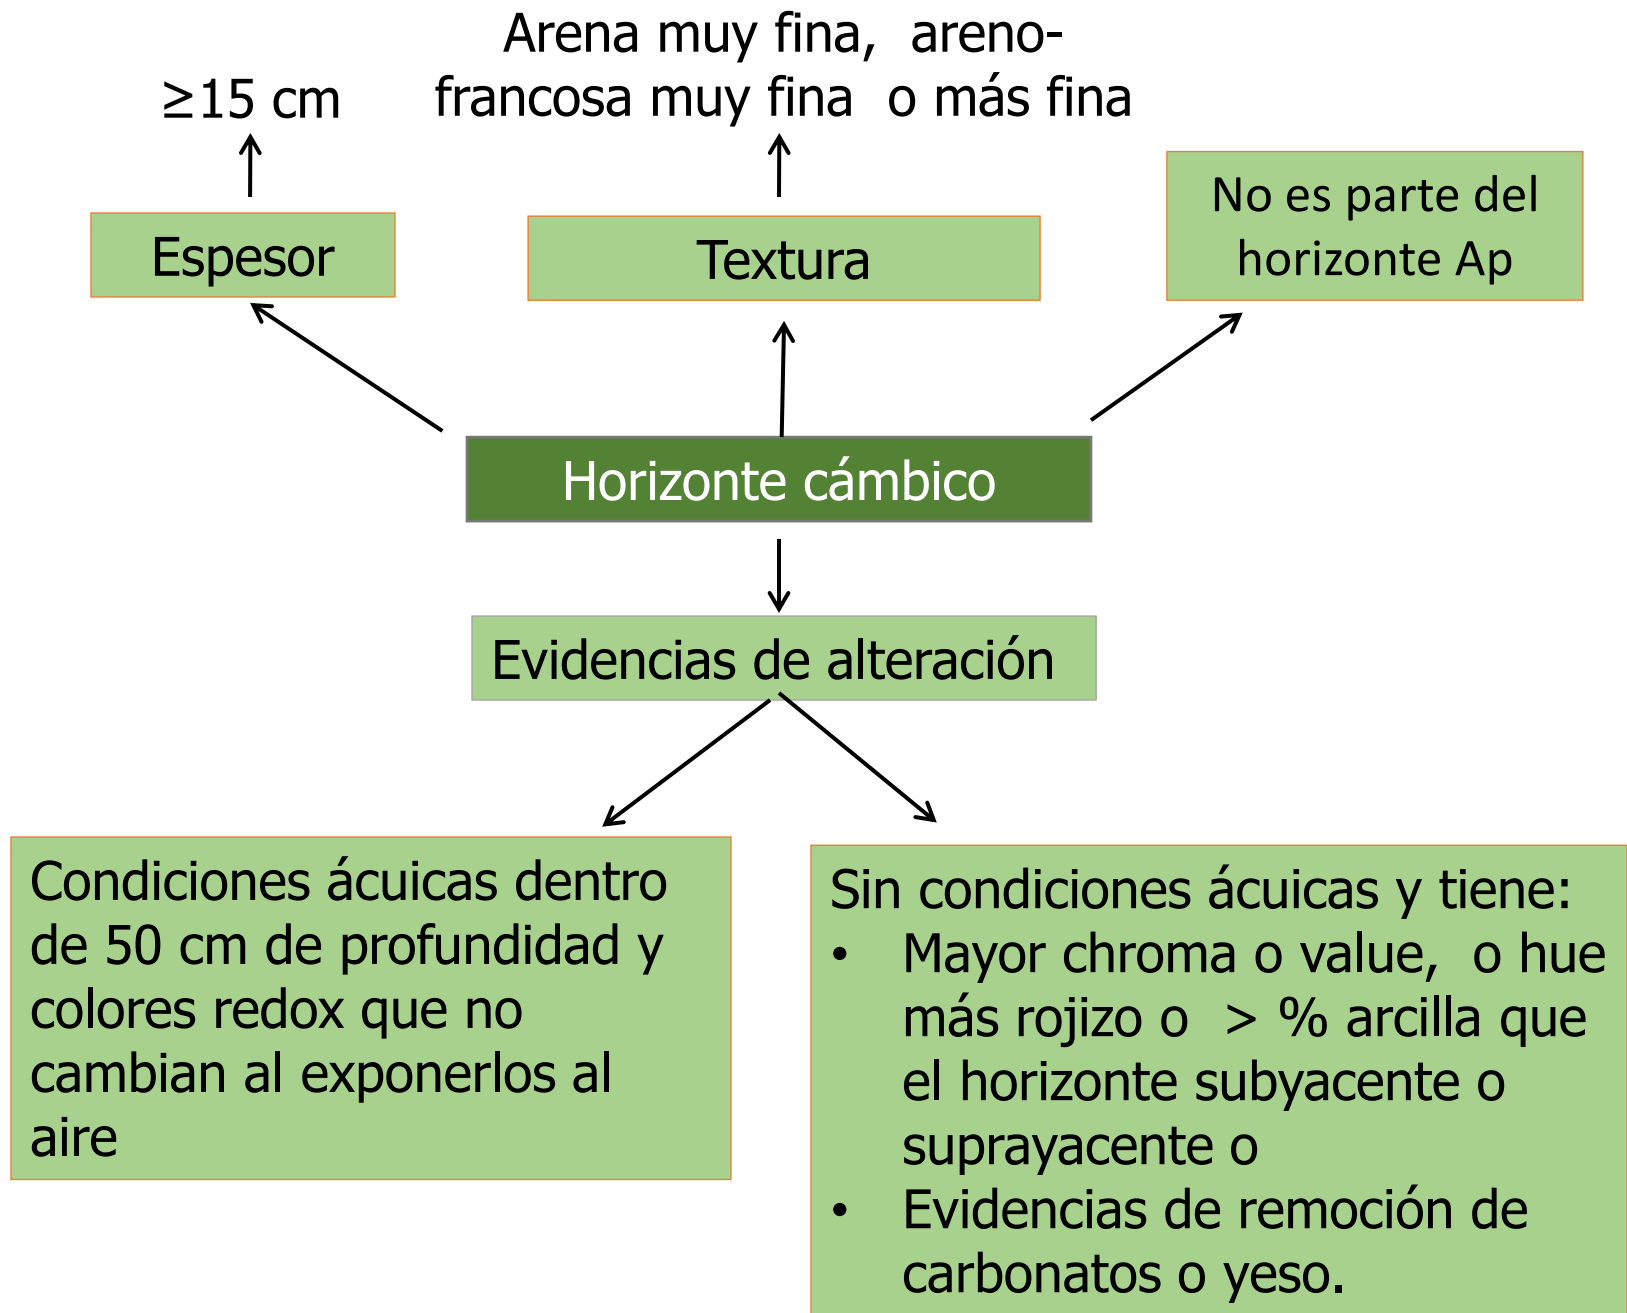 Arena muy fina, areno-
francosa muy fina o más fina
≥15 cm
Espesor
Textura
No es parte del
horizonte Ap
Horizonte cámbico
Evidencias de alteración
Condiciones ácuicas dentro
de 50 cm de profundidad y
colores redox que no
cambian al exponerlos al
aire
Sin condiciones ácuicas y tiene:
• Mayor chroma o value, o hue
más rojizo o > % arcilla que
el horizonte subyacente o
suprayacente o
• Evidencias de remoción de
carbonatos o yeso.